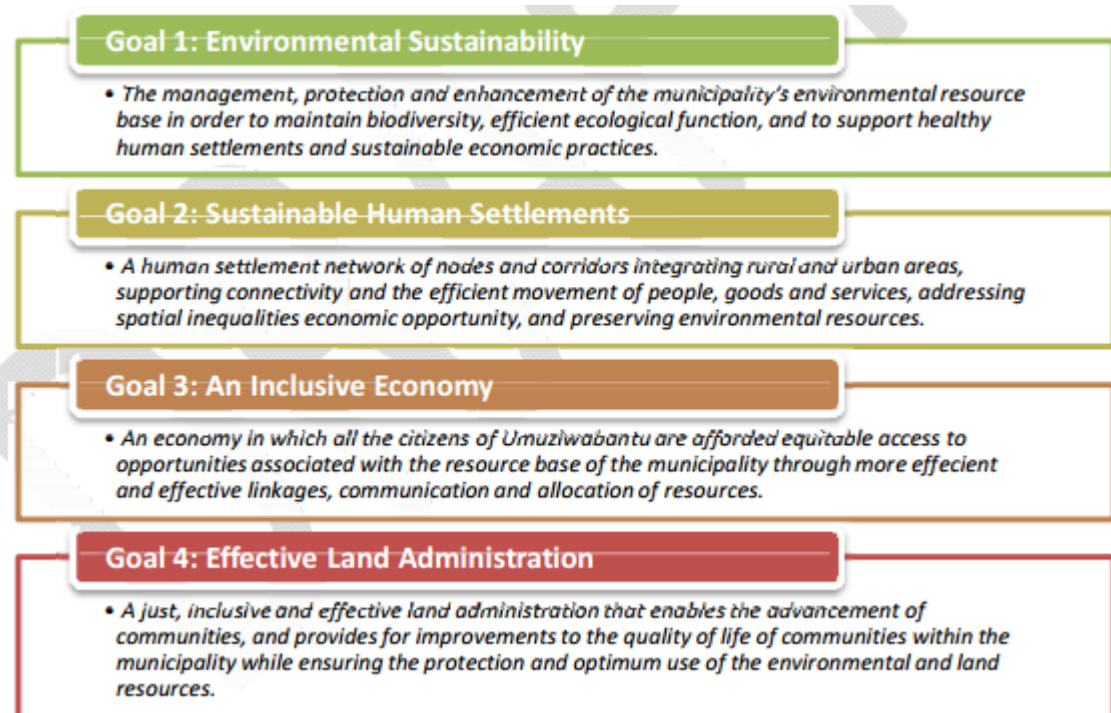 Goal 1: Environmental Sustainability
• The management, protection and enhancement of the municipality's environmental resource
base in order to maintain biodiversity, efficient ecological function, and to support healthy
human settlements and sustainable economic practices.
Goal 2: Sustainable Human Settlements
• A human settlement network of nodes and corridors integrating rural and urban areas,
supporting connectivity and the efficient movement of people, goods and services, addressing
spatial inequalities economic opportunity, and preserving environmental resources.
Goal 3: An Inclusive Economy
• An economy in which all the citizens of Umuziwabantu are afforded equitable access to
opportunities associated with the resource base of the municipality through more effecient
and effective linkages, communication and allocation of resources.
Goal 4: Effective Land Administration
• A just, inclusive and effective land administration that enables the advancement of
communities, and provides for improvements to the quality of life of communities within the
municipality while ensuring the protection and optimum use of the environmental and land
resources.